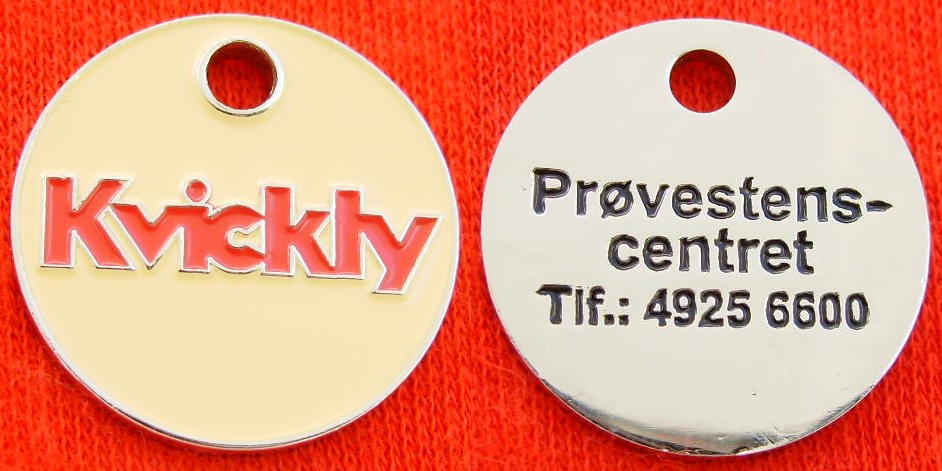 Kvickly
Prøvestens-
centret
Tlf.: 4925 6600